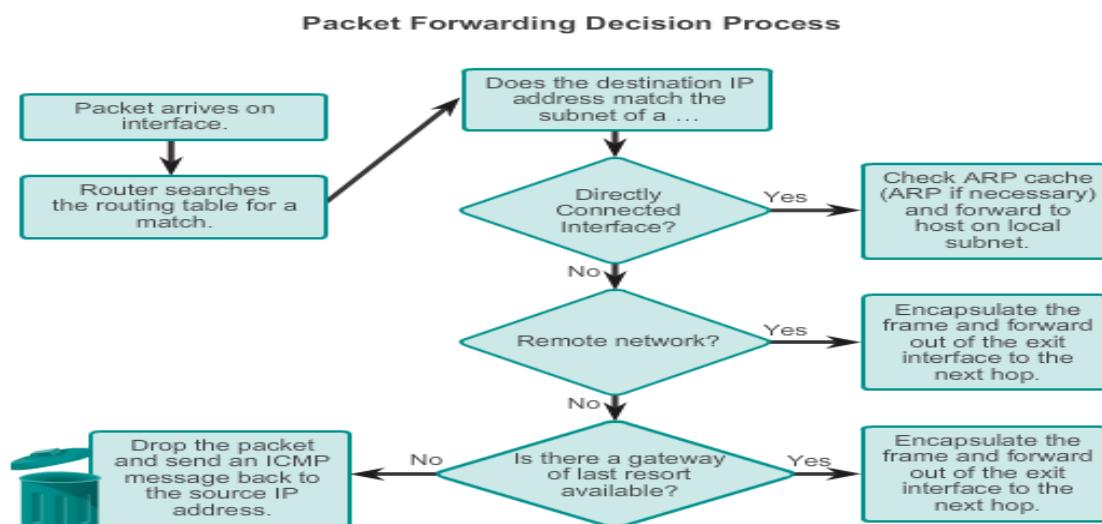 Packet Forwarding Decision Process
Packet arrives on
interface.
Router searches
the routing table for a
match.
Does the destination IP
address match the
subnet of a …
Directly
Connected
Interface?
Yes
Check ARP cache
(ARP if necessary)
and forward to
host on local
subnet.
No
Remote network?
Yes
Encapsulate the
frame and forward
out of the exit
interface to the
next hop.
No
Is there a gateway
of last resort
available?
Yes
Encapsulate the
frame and forward
out of the exit
interface to the
next hop.
No
Drop the packet
and send an ICMP
message back to
the source IP
address.